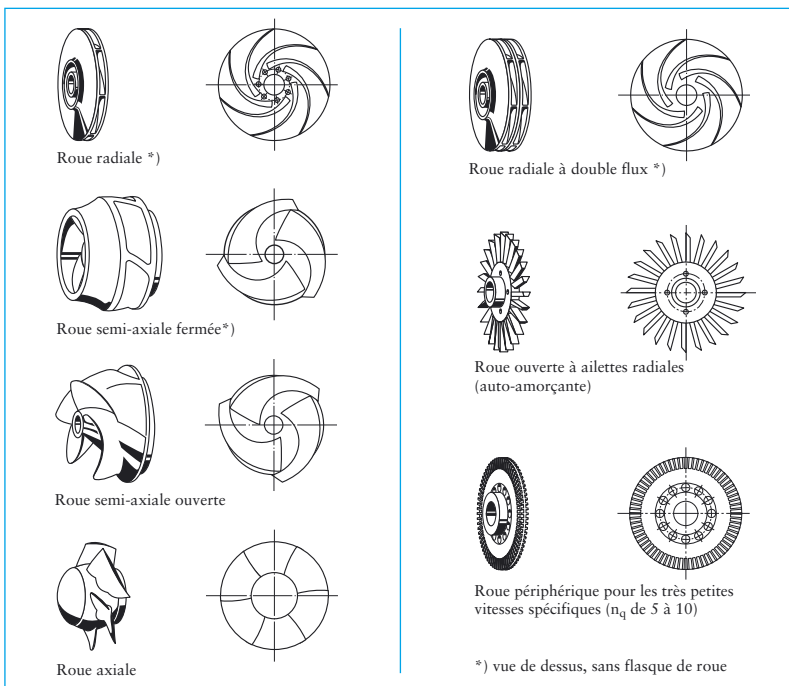 Roue radiale *)
Roue semi-axiale fermée*)
Roue semi-axiale ouverte
Roue axiale
Roue radiale à double flux *)
Roue ouverte à ailettes radiales
(auto-amorçante)
Roue périphérique pour les très petites
vitesses spécifiques (nq de 5 à 10)
*) vue de dessus, sans flasque de roue